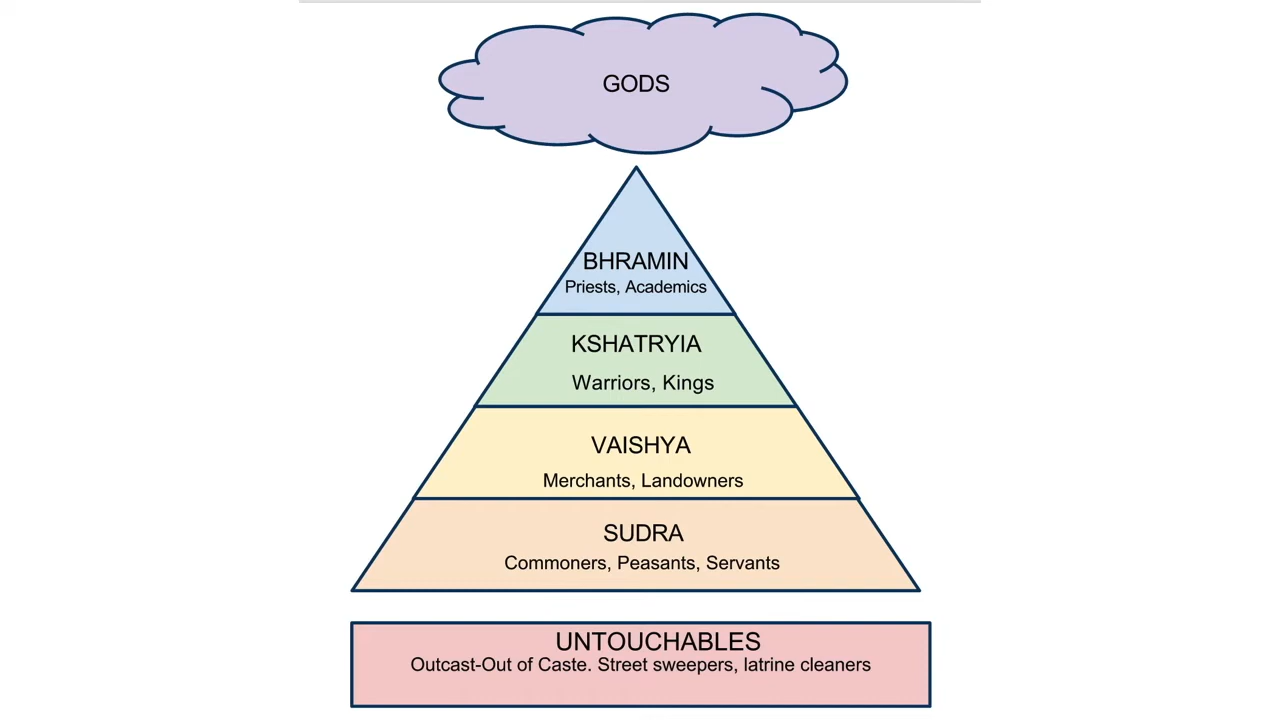 GODS
BHRAMIN
Priests, Academics
KSHATRYIA
Warriors, Kings
VAISHYA
Merchants, Landowners
SUDRA
Commoners, Peasants, Servants
UNTOUCHABLES
Outcast-Out of Caste. Street sweepers, latrine cleaners